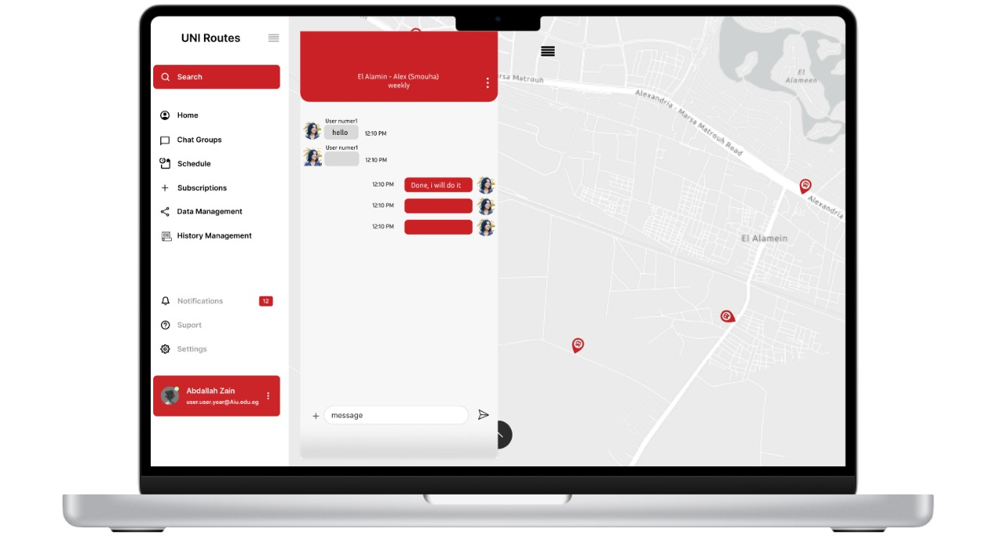 UNI Routes
Search
Home
Chat Groups
Schedule
Subscriptions
Data Management
History Management
Notifications
12
Suport
Settings
Abdallah Zain
user.user.year@Aiu.edu.eg
El Alamin - Alex (Smouha)
weekly
User numer1
hello
12:10 PM
User numer1
12:10 PM
12:10 PM
Done, i will do it
12:10 PM
12:10 PM
message
rsa Matrouh
Alexandria - Marsa Matrouh Road
El
Alameen
Alexandria
El Alamein